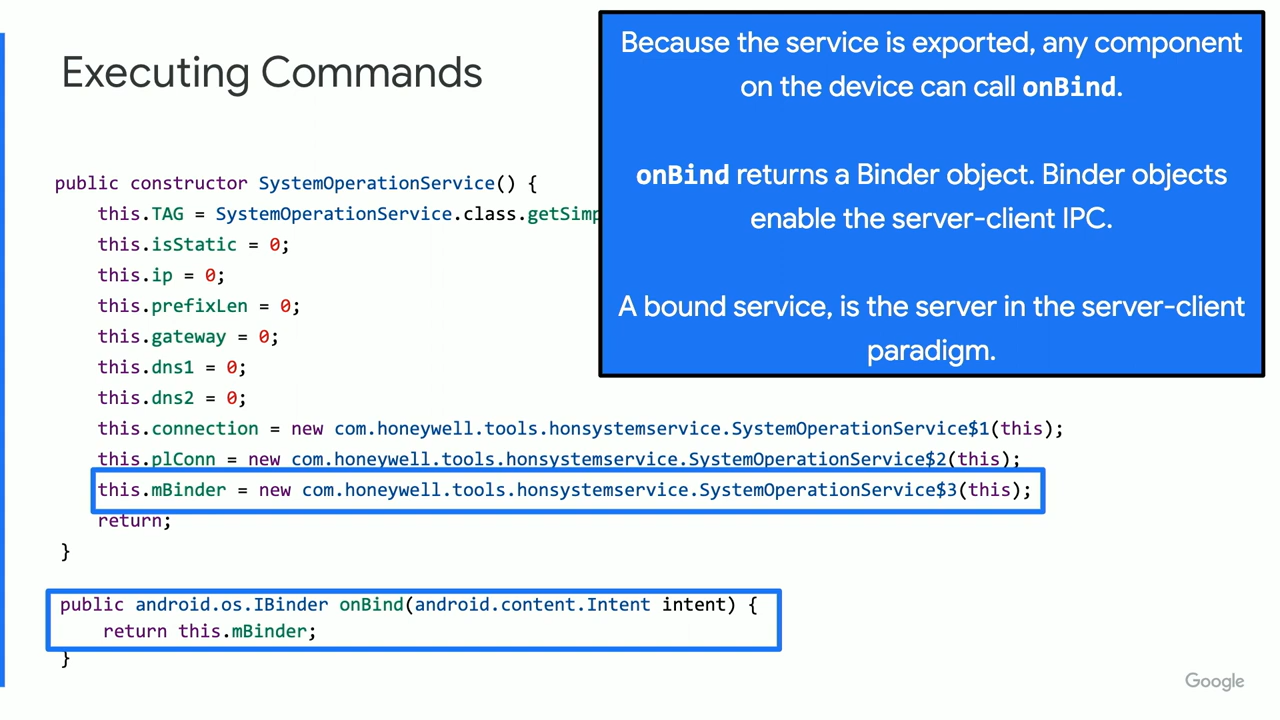 Executing Commands
Because the service is exported, any component
on the device can call onBind.
onBind returns a Binder object. Binder objects
enable the server-client IPC.
A bound service, is the server in the server-client
paradigm.
public constructor SystemOperationService() {
this.TAG = SystemOperationService.class.getSimp
this.isStatic = 0;
this.ip = 0;
this.prefixLen = 0;
this.gateway = 0;
this.dns1 = 0;
this.dns2 = 0;
this.connection = new com.honeywell.tools.honsystemservice.SystemOperationService$1(this);
this.plConn = new com.honeywell.tools.honsystemservice.SystemOperationService$2(this);
this.mBinder = new com.honeywell.tools.honsystemservice.SystemOperationService$3(this);
return;
}
public android.os.IBinder onBind(android.content.Intent intent) {
return this.mBinder;
}
Google